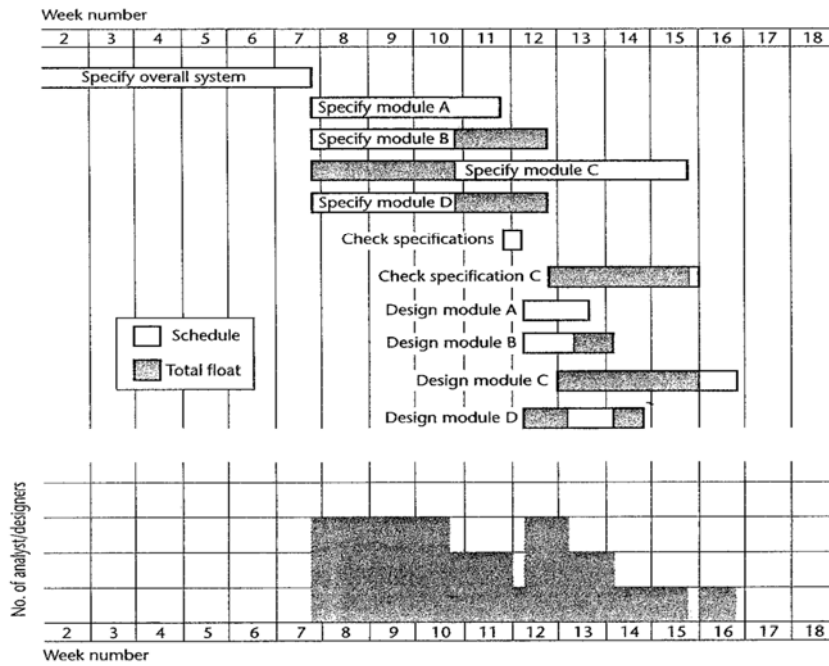 Week number
2 3 4 5 6 7 8 9 10 11 12 13 14 15 16 17 18
Specify overall system
Specify module A
Specify module B
Specify module C
Specify module D
Check specifications
Check specification C
Design module A
Schedule
Design module B
Total float
Design module C
Design module D
No. of analyst/designers
2 3 4 5 6 7 8 9 10 11 12 13 14 15 16 17 18
Week number